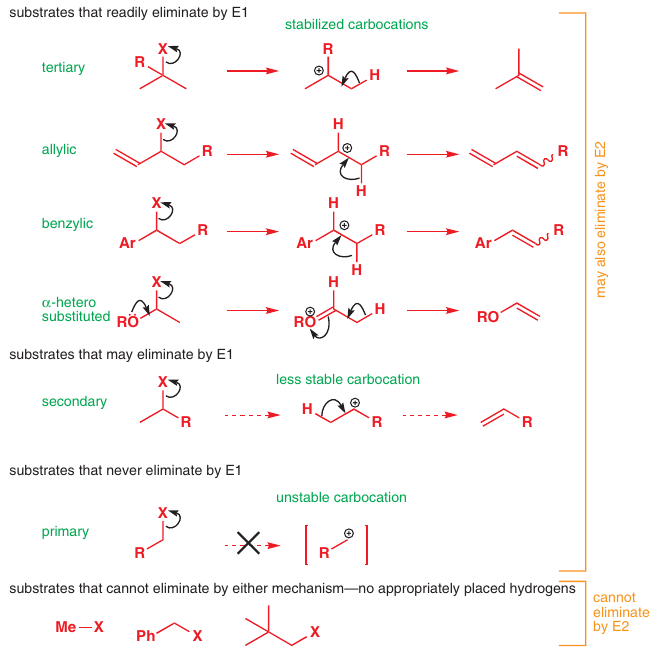 substrates that readily eliminate by E1
stabilized carbocations
tertiary
X
R
R
⊕
H
allylic
X
R
H
⊕
R
H
R
benzylic
X
Ar
R
H
⊕
Ar
R
H
Ar
R
α-hetero
substituted
X
RÖ
H
⊕
RO
H
RO
substrates that may eliminate by E1
less stable carbocation
secondary
X
R
H
⊕
R
R
substrates that never eliminate by E1
unstable carbocation
primary
X
R
⊕
R
may also eliminate by E2
substrates that cannot eliminate by either mechanism—no appropriately placed hydrogens
Me—X
Ph
X
X
cannot
eliminate
by E2